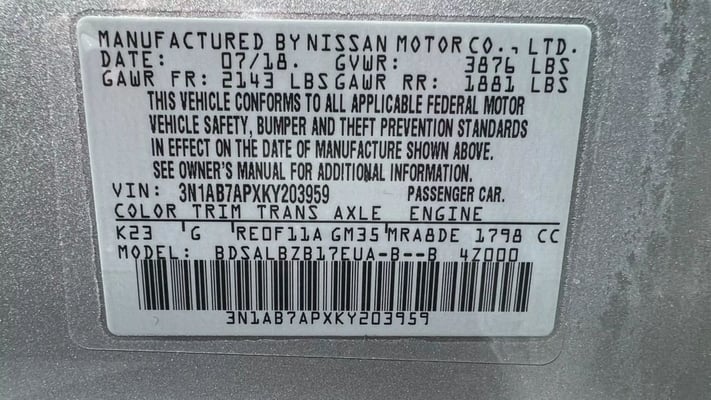 MANUFACTURED BY NISSAN MOTOR CO., LTD.
DATE: 07/18. GVWR: 3876 LBS
GAWR FR: 2143 LBS GAWR RR: 1881 LBS
THIS VEHICLE CONFORMS TO ALL APPLICABLE FEDERAL MOTOR
VEHICLE SAFETY, BUMPER AND THEFT PREVENTION STANDARDS
IN EFFECT ON THE DATE OF MANUFACTURE SHOWN ABOVE.
SEE OWNER'S MANUAL FOR ADDITIONAL INFORMATION.
VIN: 3N1AB7APXKY203959 PASSENGER CAR.
COLOR TRIM TRANS AXLE ENGINE
K23 G RE0F11A GM35 MRA8DE 1798 CC
MODEL: BDSALBZB17EUA-B--B 4Z000
3N1AB7APXKY203959